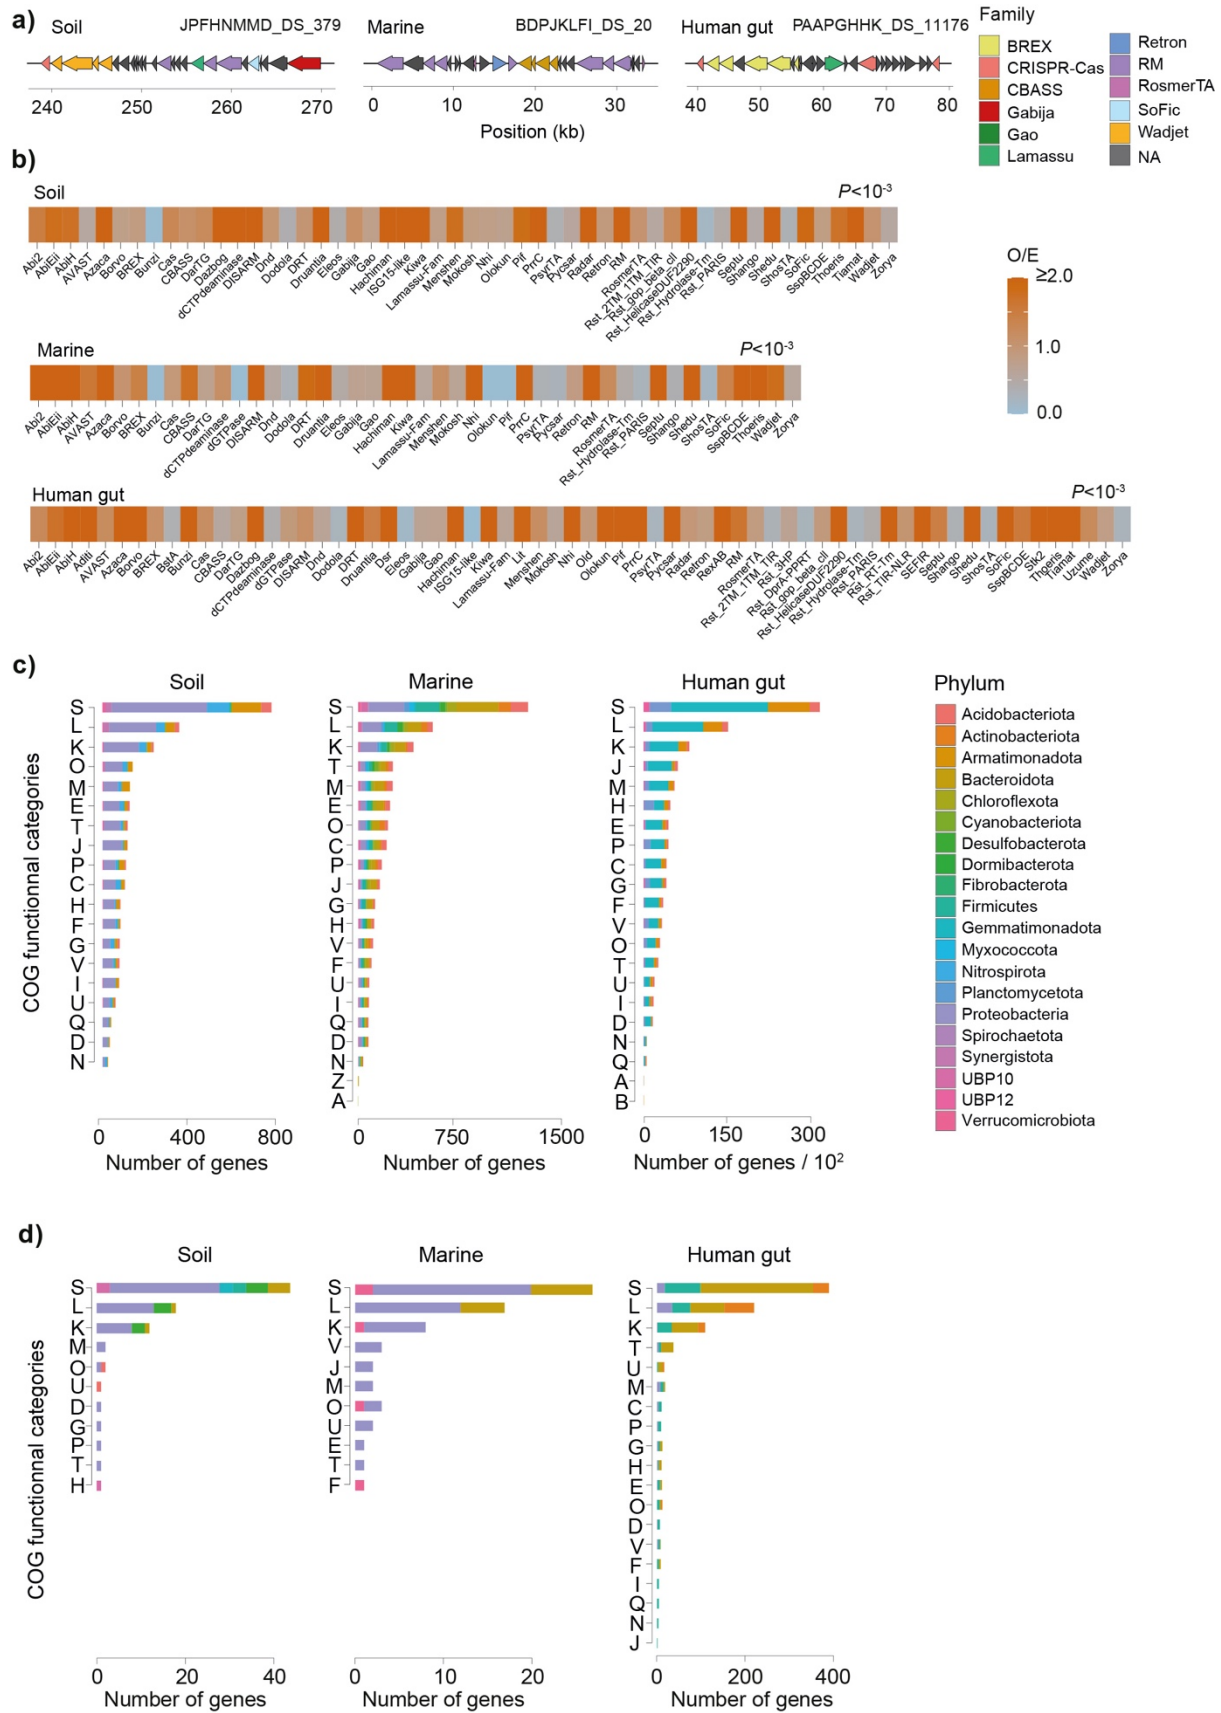 a)
Soil JPFHNMMD_DS_379
Marine BDPJKLFI_DS_20
Human gut PAAPGHHK_DS_11176
240 250 260 270
0 10 20 30
40 50 60 70 80
Position (kb)
Family
BREX
CRISPR-Cas
CBASS
Gabija
Gao
Lamassu
Retron
RM
RosmerTA
SoFic
Wadjet
NA
b)
Soil P<10-3
Abi2 AbiEii AbiH AVAST Azaca Borvo BREX Bunzi Cas CBASS DarTG Dazbog dCTPdeaminase DISARM Dnd Dodola DRT Druantia Eleos Gabija Gao Hachiman ISG15-like Kiwa Lamassu-Fam Menshen Mokosh Nhi Olokun Pif PrrC PsyrTA Pycsar Radar Retron RM RosmerTA Rst_2TM_1TM_TIR Rst_gop_beta_cll Rst_HelicaseDUF2290 Rst_Hydrolase-Tm Rst_PARIS Septu Shango Shedu ShosTA SoFic SspBCDE Thoeris Tiamat Wadjet Zorya
Marine P<10-3
Abi2 AbiEii AbiH AVAST Azaca Borvo BREX Bunzi Cas CBASS DarTG dCTPdeaminase dGTPase DISARM Dnd Dodola DRT Druantia Eleos Gabija Gao Hachiman Kiwa Lamassu-Fam Menshen Mokosh Nhi Olokun Pif PrrC PsyrTA Pycsar Retron RM RosmerTA Rst_Hydrolase-Tm Rst_PARIS Septu Shango Shedu ShosTA SoFic SspBCDE Thoeris Wadjet Zorya
Human gut P<10-3
Abi2 AbiEii AbiH Aditi AVAST Azaca Borvo BREX BstA Bunzi Cas CBASS DarTG Dazbog dCTPdeaminase dGTPase DISARM Dnd Dodola DRT Druantia Dsr Eleos Gabija Gao Hachiman ISG15-like Kiwa Lamassu-Fam Lit Menshen Mokosh Nhi Old Olokun Pif PrrC PsyrTA Pycsar Radar Retron RexAB RM RosmerTA Rst_2TM_1TM_TIR Rst_3HP Rst_DprA-PPRT Rst_gop_beta_cll Rst_HelicaseDUF2290 Rst_Hydrolase-Tm Rst_PARIS Rst_RT-Tm Rst_TIR-NLR SEFIR Septu Shango Shedu ShosTA SoFic SspBCDE Stk2 Thoeris Tiamat Uzume Wadjet Zorya
O/E
≥2.0
1.0
0.0
c)
COG functionnal categories
Soil
S
L
K
O
M
E
T
J
P
C
H
F
G
V
I
U
Q
D
N
0 400 800
Number of genes
Marine
S
L
K
T
M
E
O
C
P
J
G
H
V
F
U
I
Q
D
N
Z
A
0 750 1500
Number of genes
Human gut
S
L
K
J
M
H
E
P
C
G
F
V
O
T
U
I
D
N
Q
A
B
0 150 300
Number of genes / 102
Phylum
Acidobacteriota
Actinobacteriota
Armatimonadota
Bacteroidota
Chloroflexota
Cyanobacteriota
Desulfobacterota
Dormibacterota
Fibrobacterota
Firmicutes
Gemmatimonadota
Myxococcota
Nitrospirota
Planctomycetota
Proteobacteria
Spirochaetota
Synergistota
UBP10
UBP12
Verrucomicrobiota
d)
COG functionnal categories
Soil
S
L
K
M
O
U
D
G
P
T
H
0 20 40
Number of genes
Marine
S
L
K
V
J
M
O
U
E
T
F
0 20
Number of genes
Human gut
S
L
K
T
U
M
C
P
G
H
E
O
D
V
F
I
Q
N
J
0 200 400
Number of genes